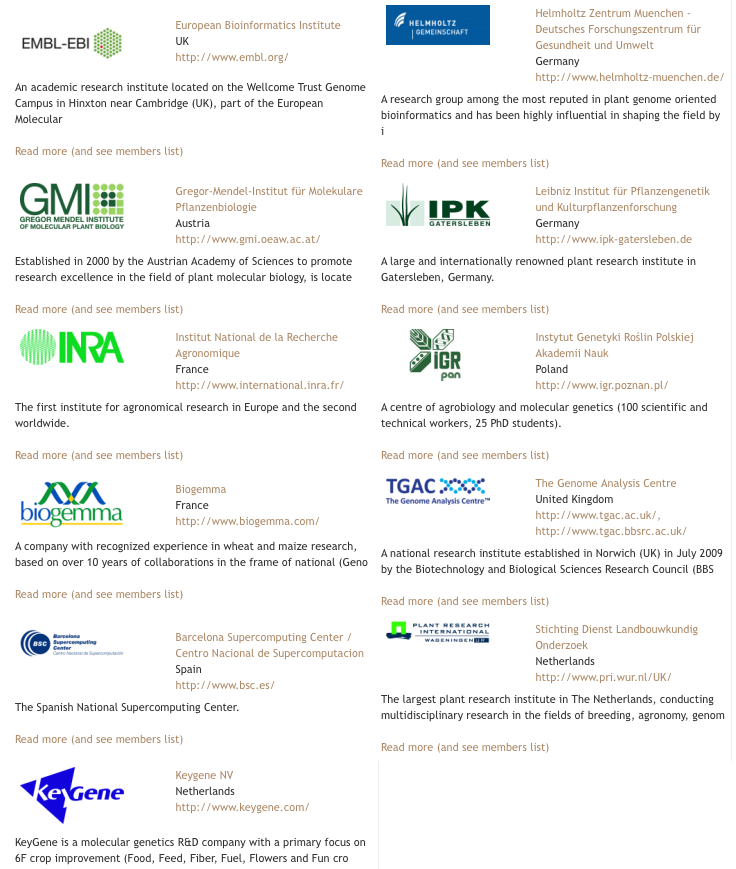 EMBL-EBI
European Bioinformatics Institute
UK
http://www.embl.org/
An academic research institute located on the Wellcome Trust Genome
Campus in Hinxton near Cambridge (UK), part of the European
Molecular
Read more (and see members list)
GMI
GREGOR MENDEL INSTITUTE
OF MOLECULAR PLANT BIOLOGY
Gregor-Mendel-Institut für Molekulare
Pflanzenbiologie
Austria
http://www.gmi.oeaw.ac.at/
Established in 2000 by the Austrian Academy of Sciences to promote
research excellence in the field of plant molecular biology, is locate
Read more (and see members list)
INRA
Institut National de la Recherche
Agronomique
France
http://www.international.inra.fr/
The first institute for agronomical research in Europe and the second
worldwide.
Read more (and see members list)
biogemma
Biogemma
France
http://www.biogemma.com/
A company with recognized experience in wheat and maize research,
based on over 10 years of collaborations in the frame of national (Geno
Read more (and see members list)
BSC
Barcelona
Supercomputing
Center
Centro Nacional de Supercomputación
Barcelona Supercomputing Center /
Centro Nacional de Supercomputacion
Spain
http://www.bsc.es/
The Spanish National Supercomputing Center.
Read more (and see members list)
KeyGene
Keygene NV
Netherlands
http://www.keygene.com/
KeyGene is a molecular genetics R&D company with a primary focus on
6F crop improvement (Food, Feed, Fiber, Fuel, Flowers and Fun cro
HELMHOLTZ
GEMEINSCHAFT
Helmholtz Zentrum Muenchen -
Deutsches Forschungszentrum für
Gesundheit und Umwelt
Germany
http://www.helmholtz-muenchen.de/
A research group among the most reputed in plant genome oriented
bioinformatics and has been highly influential in shaping the field by
i
Read more (and see members list)
IPK
GATERSLEBEN
Leibniz Institut für Pflanzengenetik
und Kulturpflanzenforschung
Germany
http://www.ipk-gatersleben.de
A large and internationally renowned plant research institute in
Gatersleben, Germany.
Read more (and see members list)
IGR
pan
Instytut Genetyki Roślin Polskiej
Akademii Nauk
Poland
http://www.igr.poznan.pl/
A centre of agrobiology and molecular genetics (100 scientific and
technical workers, 25 PhD students).
Read more (and see members list)
TGAC
The Genome Analysis Centre™
The Genome Analysis Centre
United Kingdom
http://www.tgac.ac.uk/,
http://www.tgac.bbsrc.ac.uk/
A national research institute established in Norwich (UK) in July 2009
by the Biotechnology and Biological Sciences Research Council (BBS
Read more (and see members list)
PLANT RESEARCH
INTERNATIONAL
WAGENINGEN UR
Stichting Dienst Landbouwkundig
Onderzoek
Netherlands
http://www.pri.wur.nl/UK/
The largest plant research institute in The Netherlands, conducting
multidisciplinary research in the fields of breeding, agronomy, genom
Read more (and see members list)